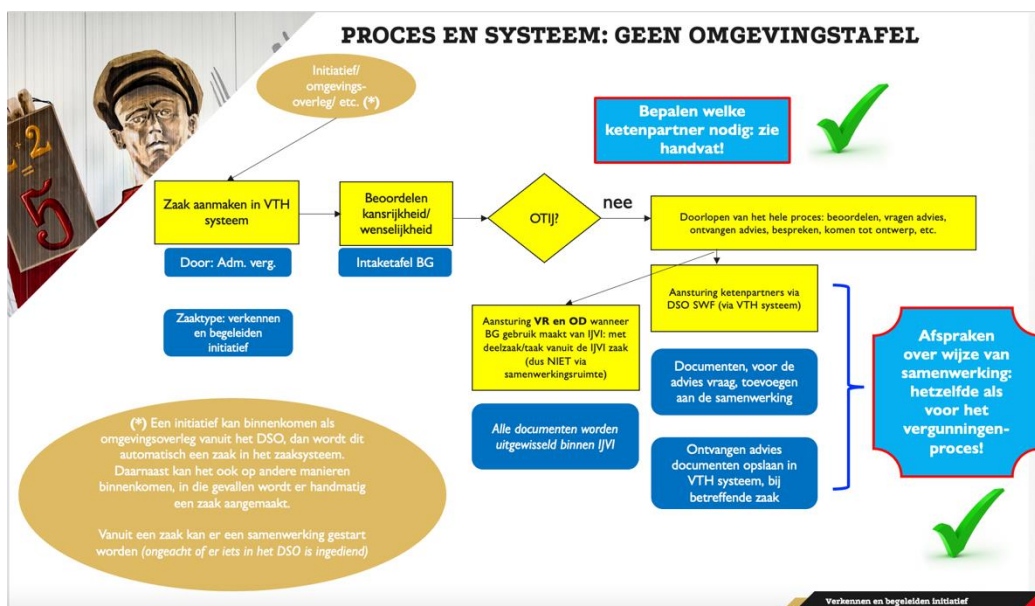 PROCES EN SYSTEEM: GEEN OMGEVINGSTAFEL
Initiatief/
omgevings-
overleg/ etc. (*)
Bepalen welke
ketenpartner nodig: zie
handvat!
2
5
Zaak aanmaken in VTH
systeem
Beoordelen
kansrijkheid/
wenselijkheid
OTIJ?
nee
Doorlopen van het hele proces: beoordelen, vragen advies,
ontvangen advies, bespreken, komen tot ontwerp, etc.
Door: Adm. verg.
Intaketafel BG
Zaaktype: verkennen
en begeleiden
initiatief
Aansturing VR en OD wanneer
BG gebruik maakt van IJVI: met
deelzaak/taak vanuit de IJVI zaak
(dus NIET via
samenwerkingsruimte)
Alle documenten worden
uitgewisseld binnen IJVI
Aansturing ketenpartners via
DSO SWF (via VTH systeem)
Documenten, voor de
advies vraag, toevoegen
aan de samenwerking
Ontvangen advies
documenten opslaan in
VTH systeem, bij
betreffende zaak
Afspraken
over wijze van
samenwerking:
hetzelfde als
voor het
vergunningen-
proces!
(*) Een initiatief kan binnenkomen als
omgevingsoverleg vanuit het DSO, dan wordt dit
automatisch een zaak in het zaaksysteem.
Daarnaast kan het ook op andere manieren
binnenkomen, in die gevallen wordt er handmatig
een zaak aangemaakt.
Vanuit een zaak kan er een samenwerking gestart
worden (ongeacht of er iets in het DSO is ingediend)
Verkennen en begeleiden initiatief